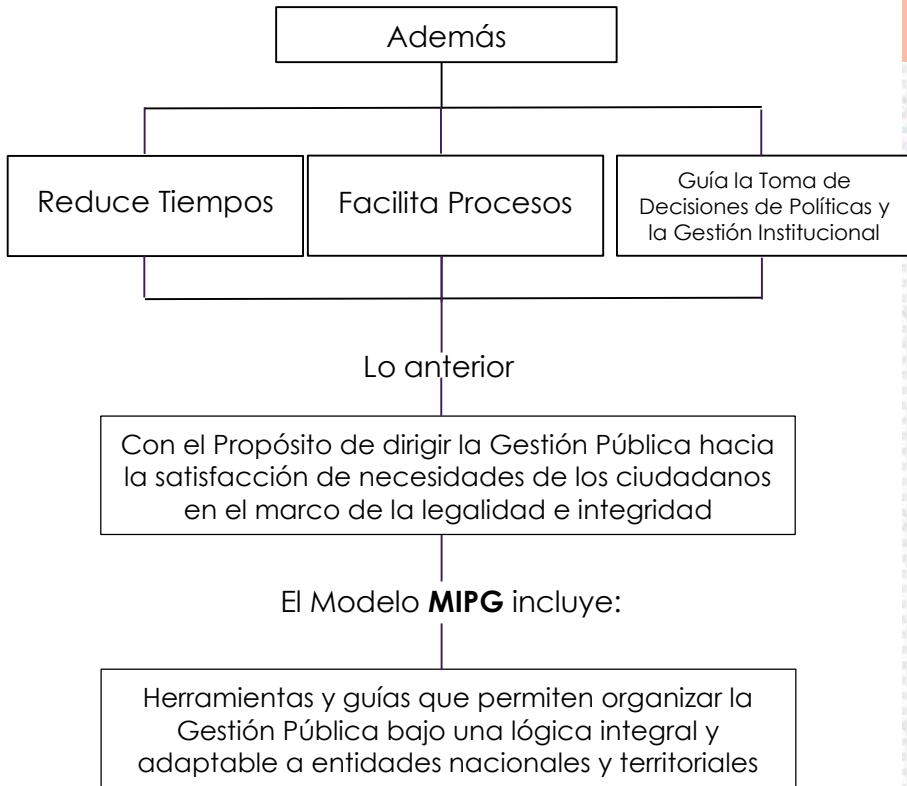 Además
Reduce Tiempos
Facilita Procesos
Guía la Toma de
Decisiones de Políticas y
la Gestión Institucional
Lo anterior
Con el Propósito de dirigir la Gestión Pública hacia
la satisfacción de necesidades de los ciudadanos
en el marco de la legalidad e integridad
El Modelo MIPG incluye:
Herramientas y guías que permiten organizar la
Gestión Pública bajo una lógica integral y
adaptable a entidades nacionales y territoriales